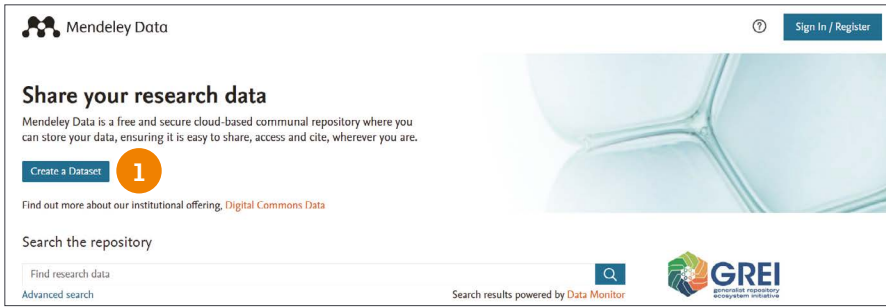 Mendeley Data
?
Sign In / Register
Share your research data
Mendeley Data is a free and secure cloud-based communal repository where you
can store your data, ensuring it is easy to share, access and cite, wherever you are.
Create a Dataset
1
Find out more about our institutional offering, Digital Commons Data
Search the repository
Find research data
Advanced search
Search results powered by Data Monitor
GREI
generalist repository
ecosystem initiative